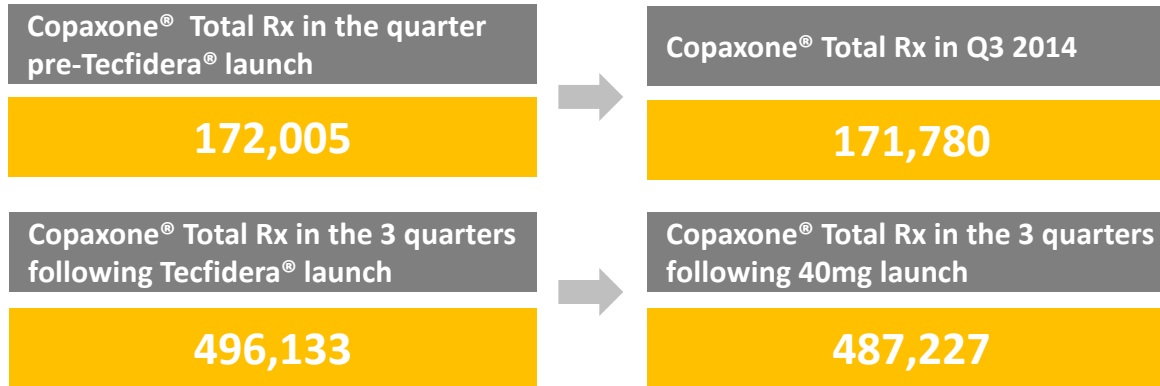 Copaxone® Total Rx in the quarter
pre-Tecfidera® launch
172,005
Copaxone® Total Rx in Q3 2014
171,780
Copaxone® Total Rx in the 3 quarters
following Tecfidera® launch
496,133
Copaxone® Total Rx in the 3 quarters
following 40mg launch
487,227